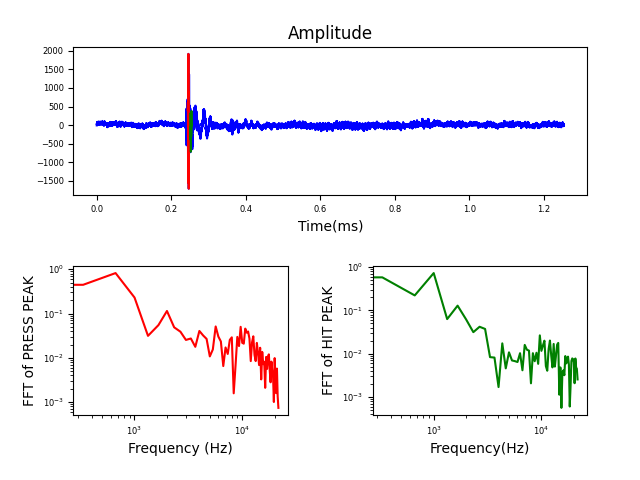 Amplitude
2000
1500
1000
500
0
−500
−1000
−1500
0.0 0.2 0.4 0.6 0.8 1.0 1.2
Time(ms)
FFT of PRESS PEAK
10⁰
10⁻¹
10⁻²
10⁻³
10³ 10⁴
Frequency (Hz)
FFT of HIT PEAK
10⁰
10⁻¹
10⁻²
10⁻³
10³ 10⁴
Frequency(Hz)